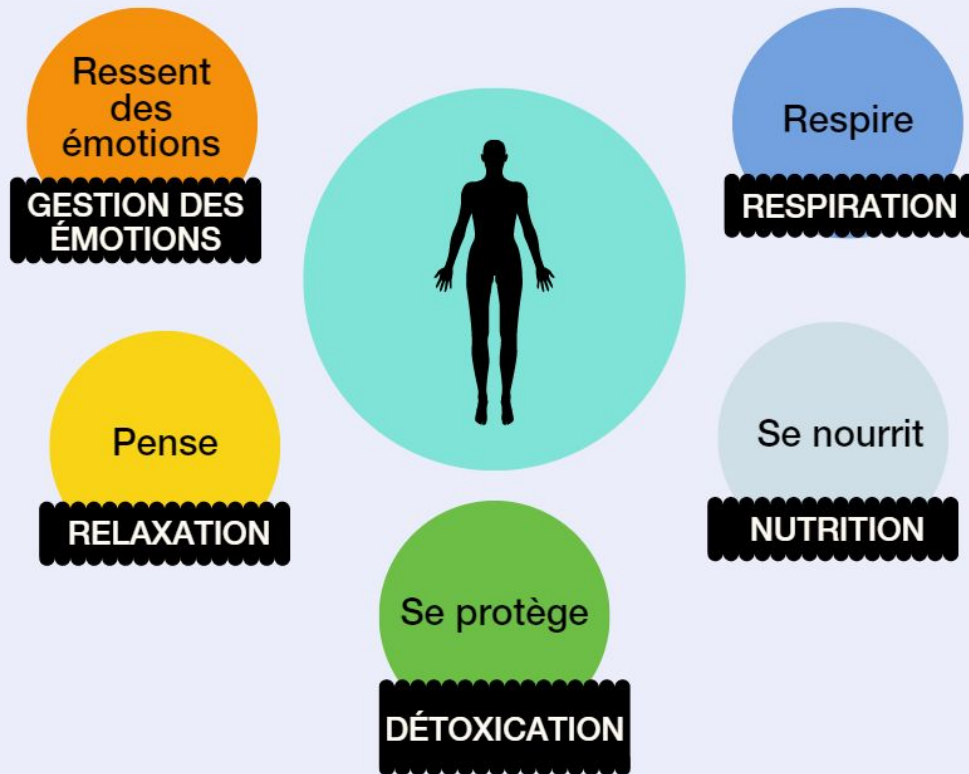 Ressent
des
émotions
GESTION DES
ÉMOTIONS
Respire
RESPIRATION
Pense
RELAXATION
Se nourrit
NUTRITION
Se protège
DÉTOXICATION